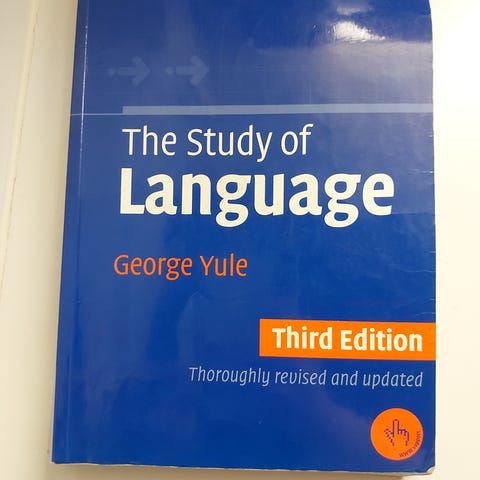 The Study of
Language
George Yule
Third Edition
Thoroughly revised and updated